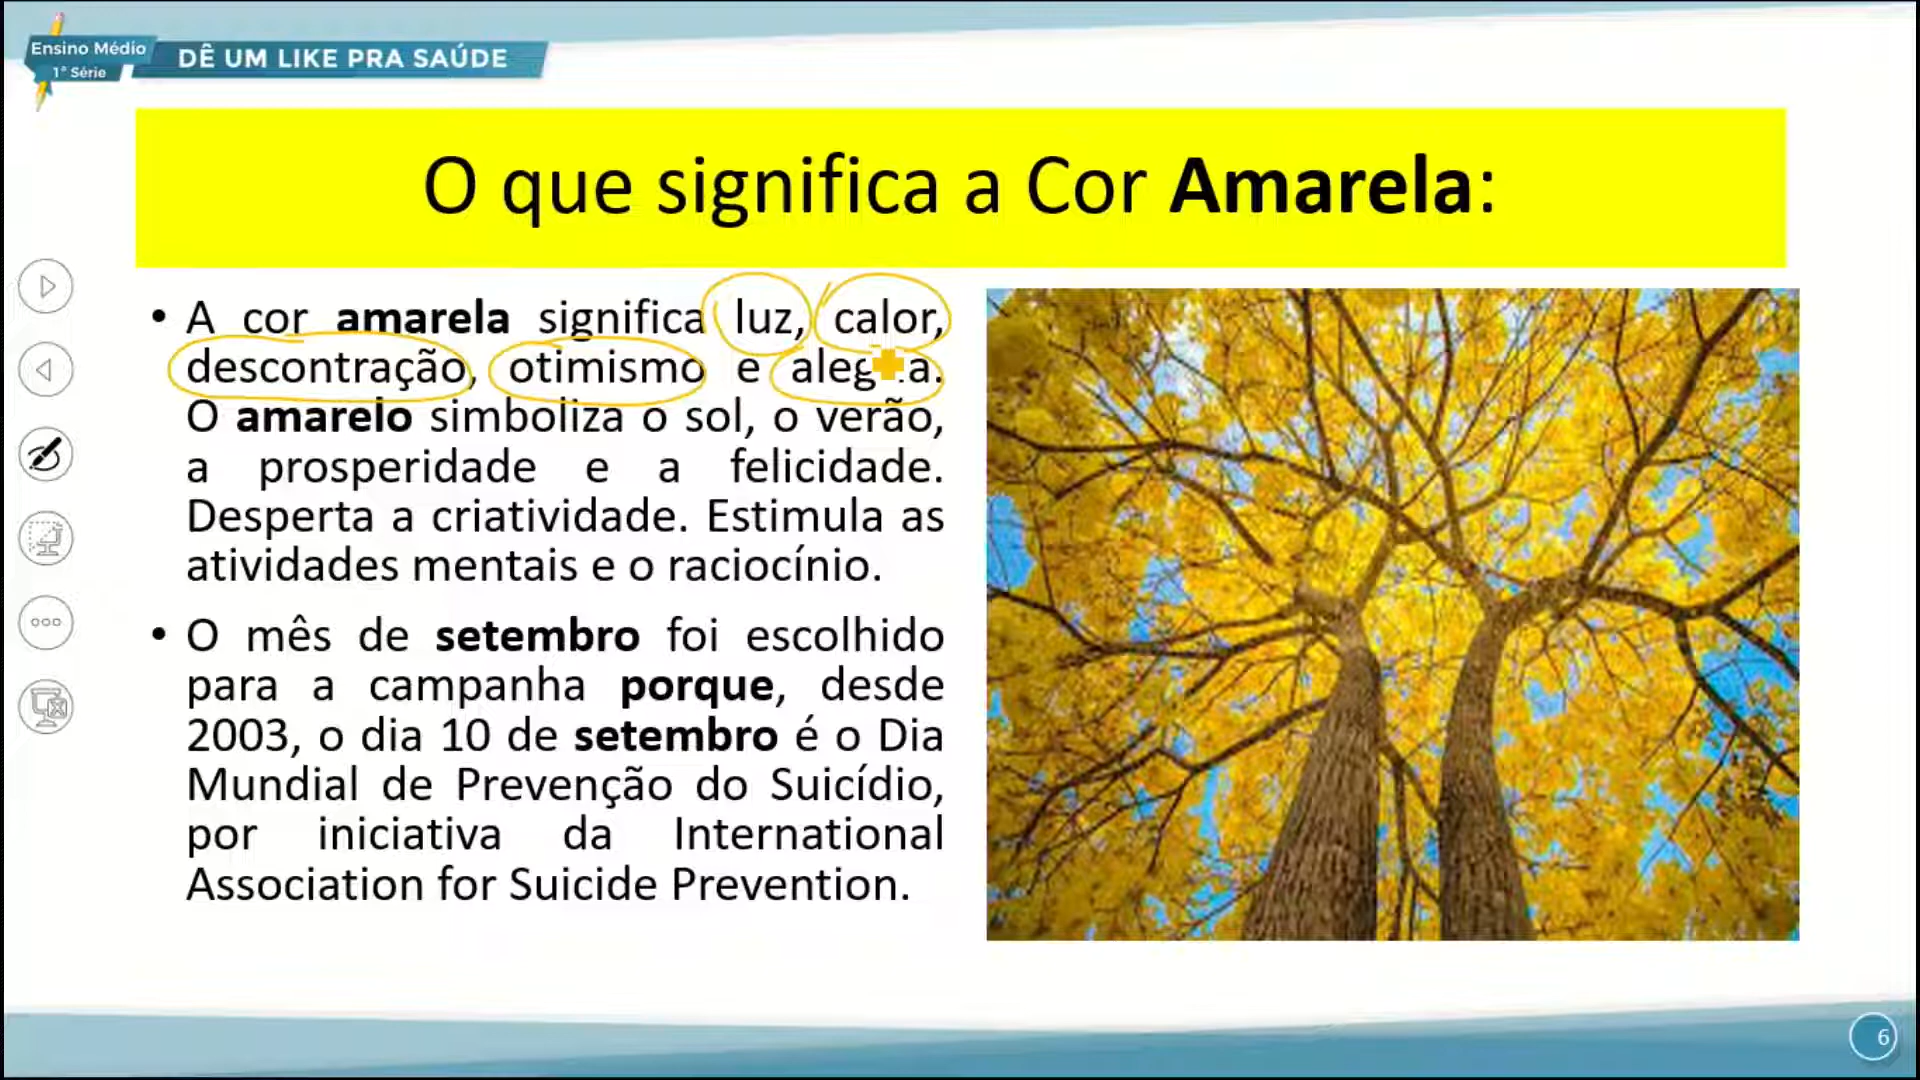 Ensino Médio
1ª Série
DÊ UM LIKE PRA SAÚDE
O que significa a Cor Amarela:
• A cor amarela significa luz, calor,
descontração, otimismo e alegria.
O amarelo simboliza o sol, o verão,
a prosperidade e a felicidade.
Desperta a criatividade. Estimula as
atividades mentais e o raciocínio.
• O mês de setembro foi escolhido
para a campanha porque, desde
2003, o dia 10 de setembro é o Dia
Mundial de Prevenção do Suicídio,
por iniciativa da International
Association for Suicide Prevention.
6